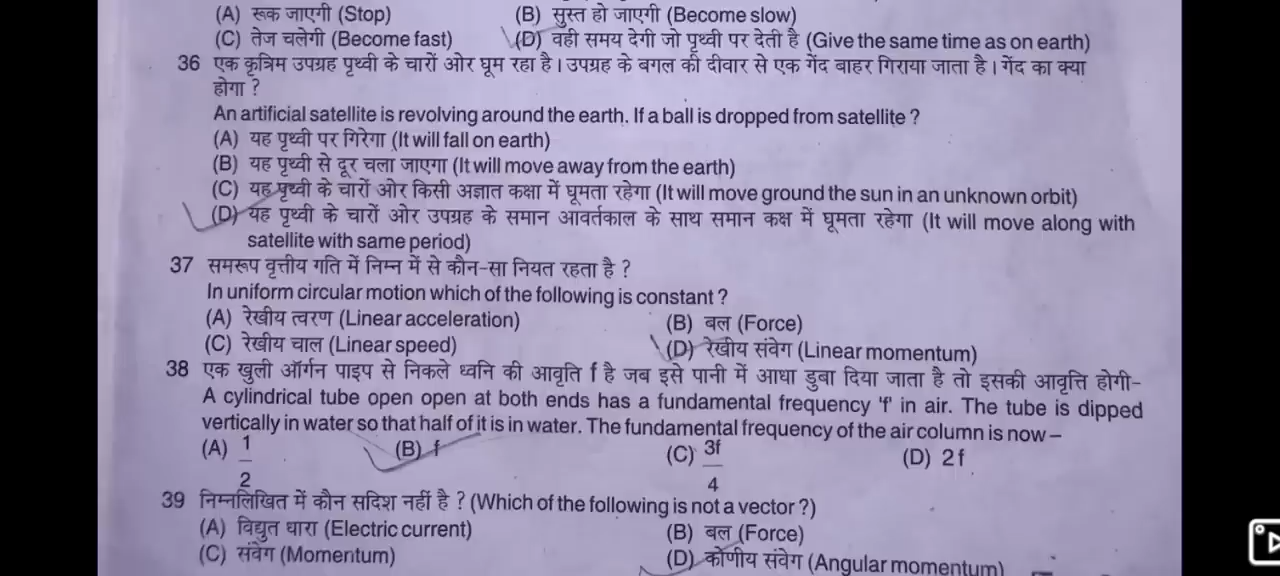 (A) रूक जाएगी (Stop) (B) सुस्त हो जाएगी (Become slow)
(C) तेज चलेगी (Become fast) (D) वही समय देगी जो पृथ्वी पर देती है (Give the same time as on earth)
36 एक कृत्रिम उपग्रह पृथ्वी के चारों ओर घूम रहा है। उपग्रह के बगल की दीवार से एक गेंद बाहर गिराया जाता है। गेंद का क्या
होगा ?
An artificial satellite is revolving around the earth. If a ball is dropped from satellite ?
(A) यह पृथ्वी पर गिरेगा (It will fall on earth)
(B) यह पृथ्वी से दूर चला जाएगा (It will move away from the earth)
(C) यह पृथ्वी के चारों ओर किसी अज्ञात कक्षा में घूमता रहेगा (It will move ground the sun in an unknown orbit)
(D) यह पृथ्वी के चारों ओर उपग्रह के समान आवर्तकाल के साथ समान कक्ष में घूमता रहेगा (It will move along with
satellite with same period)
37 समरूप वृत्तीय गति में निम्न में से कौन-सा नियत रहता है ?
In uniform circular motion which of the following is constant ?
(A) रेखीय त्वरण (Linear acceleration) (B) बल (Force)
(C) रेखीय चाल (Linear speed) (D) रेखीय संवेग (Linear momentum)
38 एक खुली ऑर्गन पाइप से निकले ध्वनि की आवृति f है जब इसे पानी में आधा डुबा दिया जाता है तो इसकी आवृत्ति होगी-
A cylindrical tube open open at both ends has a fundamental frequency 'f' in air. The tube is dipped
vertically in water so that half of it is in water. The fundamental frequency of the air column is now –
(A) 1/2 (B) f (C) 3f/4 (D) 2f
39 निम्नलिखित में कौन सदिश नहीं है ? (Which of the following is not a vector ?)
(A) विद्युत धारा (Electric current) (B) बल (Force)
(C) संवेग (Momentum) (D) कोणीय संवेग (Angular momentum)